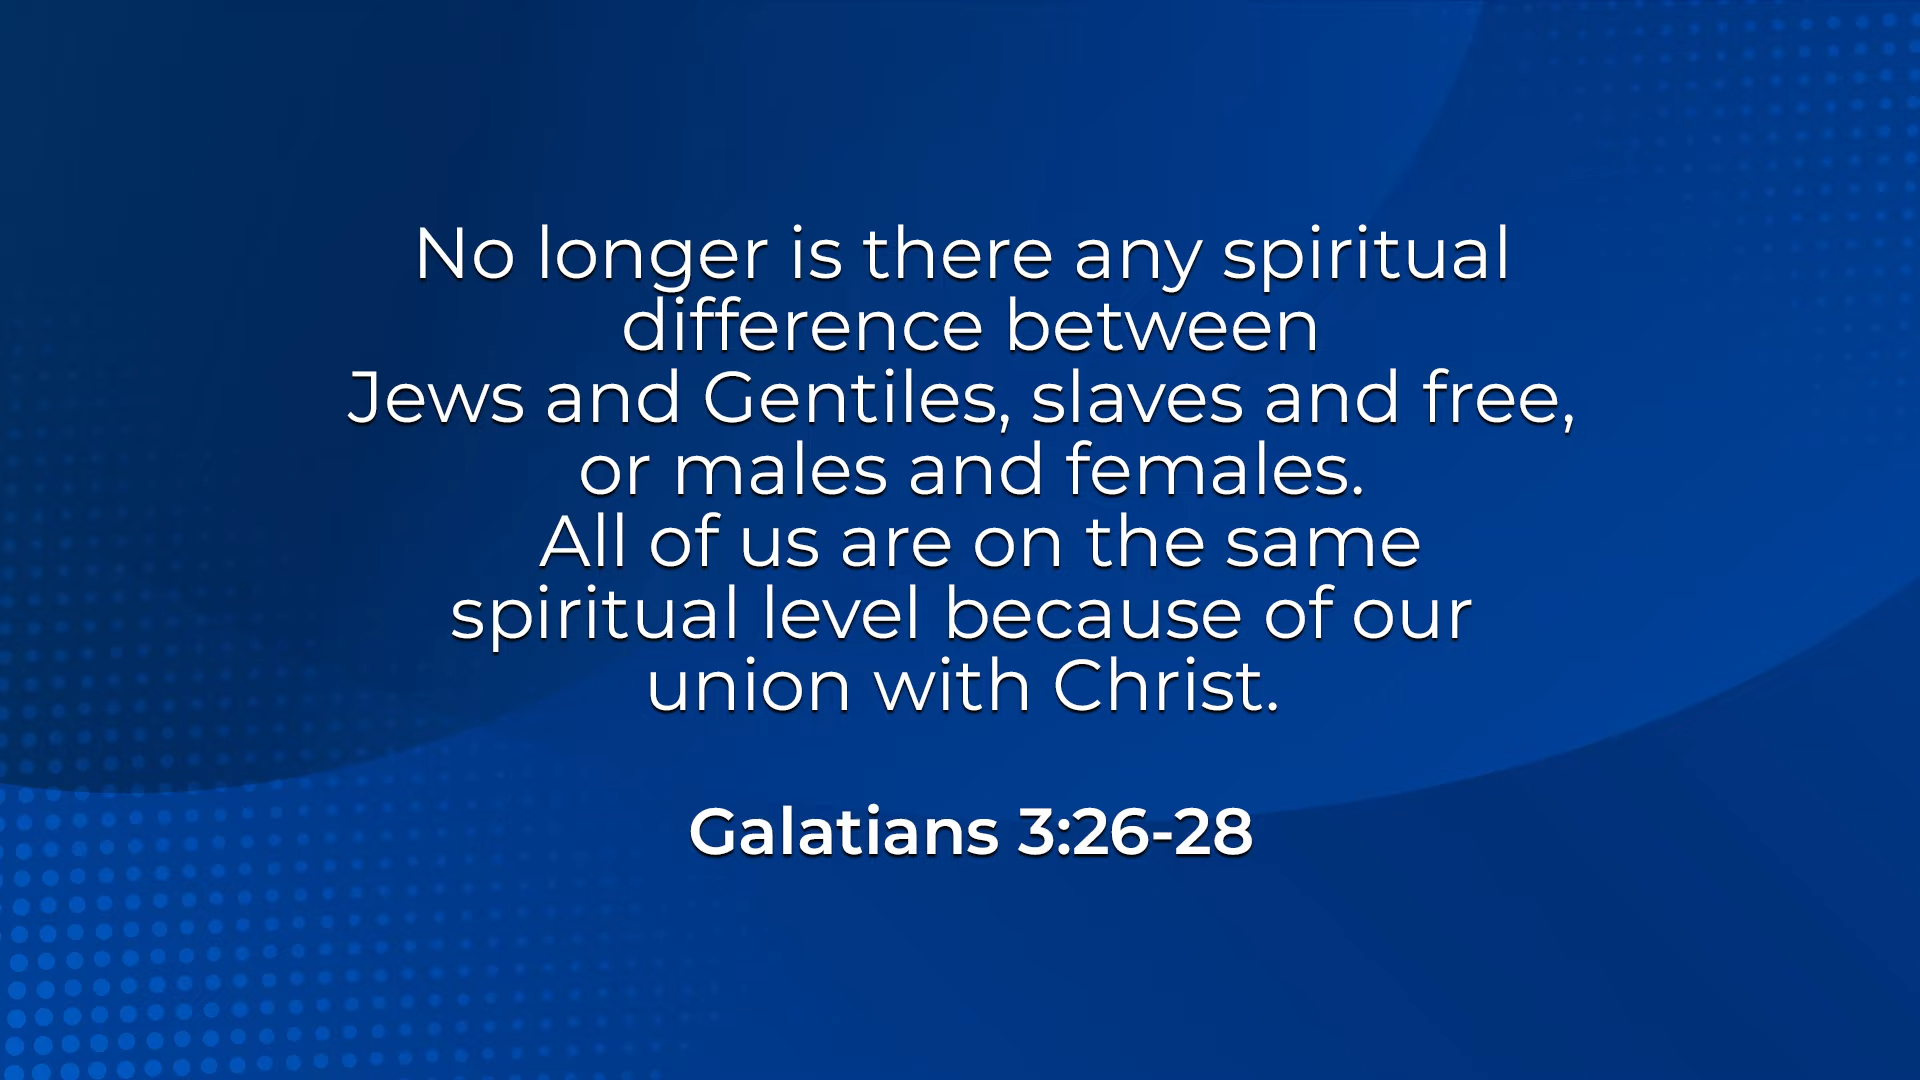 No longer is there any spiritual
difference between
Jews and Gentiles, slaves and free,
or males and females.
All of us are on the same
spiritual level because of our
union with Christ.
Galatians 3:26-28